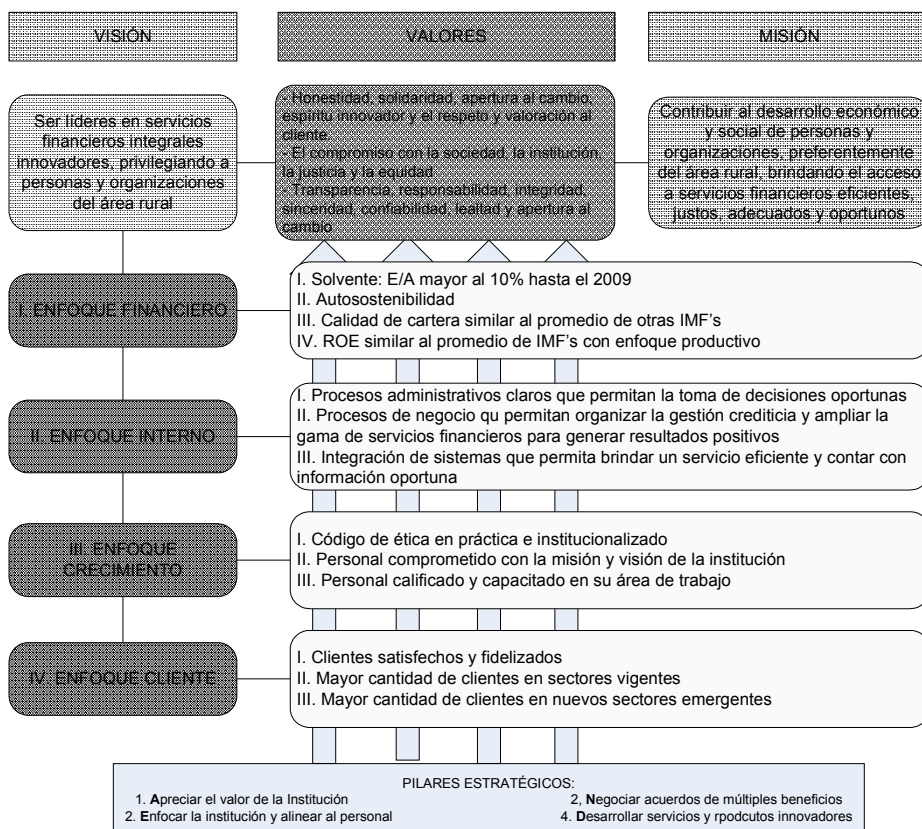 VISIÓN
VALORES
MISIÓN
Ser líderes en servicios
financieros integrales
innovadores, privilegiando a
personas y organizaciones
del área rural
- Honestidad, solidaridad, apertura al cambio,
espíritu innovador y el respeto y valoración al
cliente.
- El compromiso con la sociedad, la institución,
la justicia y la equidad
- Transparencia, responsabilidad, integridad,
sinceridad, confiabilidad, lealtad y apertura al
cambio
Contribuir al desarrollo económico
y social de personas y
organizaciones, preferentemente
del área rural, brindando el acceso
a servicios financieros eficientes,
justos, adecuados y oportunos
I. ENFOQUE FINANCIERO
I. Solvente: E/A mayor al 10% hasta el 2009
II. Autosostenibilidad
III. Calidad de cartera similar al promedio de otras IMF's
IV. ROE similar al promedio de IMF's con enfoque productivo
II. ENFOQUE INTERNO
I. Procesos administrativos claros que permitan la toma de decisiones oportunas
II. Procesos de negocio qu permitan organizar la gestión crediticia y ampliar la
gama de servicios financieros para generar resultados positivos
III. Integración de sistemas que permita brindar un servicio eficiente y contar con
información oportuna
III. ENFOQUE
CRECIMIENTO
I. Código de ética en práctica e institucionalizado
II. Personal comprometido con la misión y visión de la institución
III. Personal calificado y capacitado en su área de trabajo
IV. ENFOQUE CLIENTE
I. Clientes satisfechos y fidelizados
II. Mayor cantidad de clientes en sectores vigentes
III. Mayor cantidad de clientes en nuevos sectores emergentes
PILARES ESTRATÉGICOS:
1. Apreciar el valor de la Institución
2, Negociar acuerdos de múltiples beneficios
2. Enfocar la institución y alinear al personal
4. Desarrollar servicios y rpodcutos innovadores